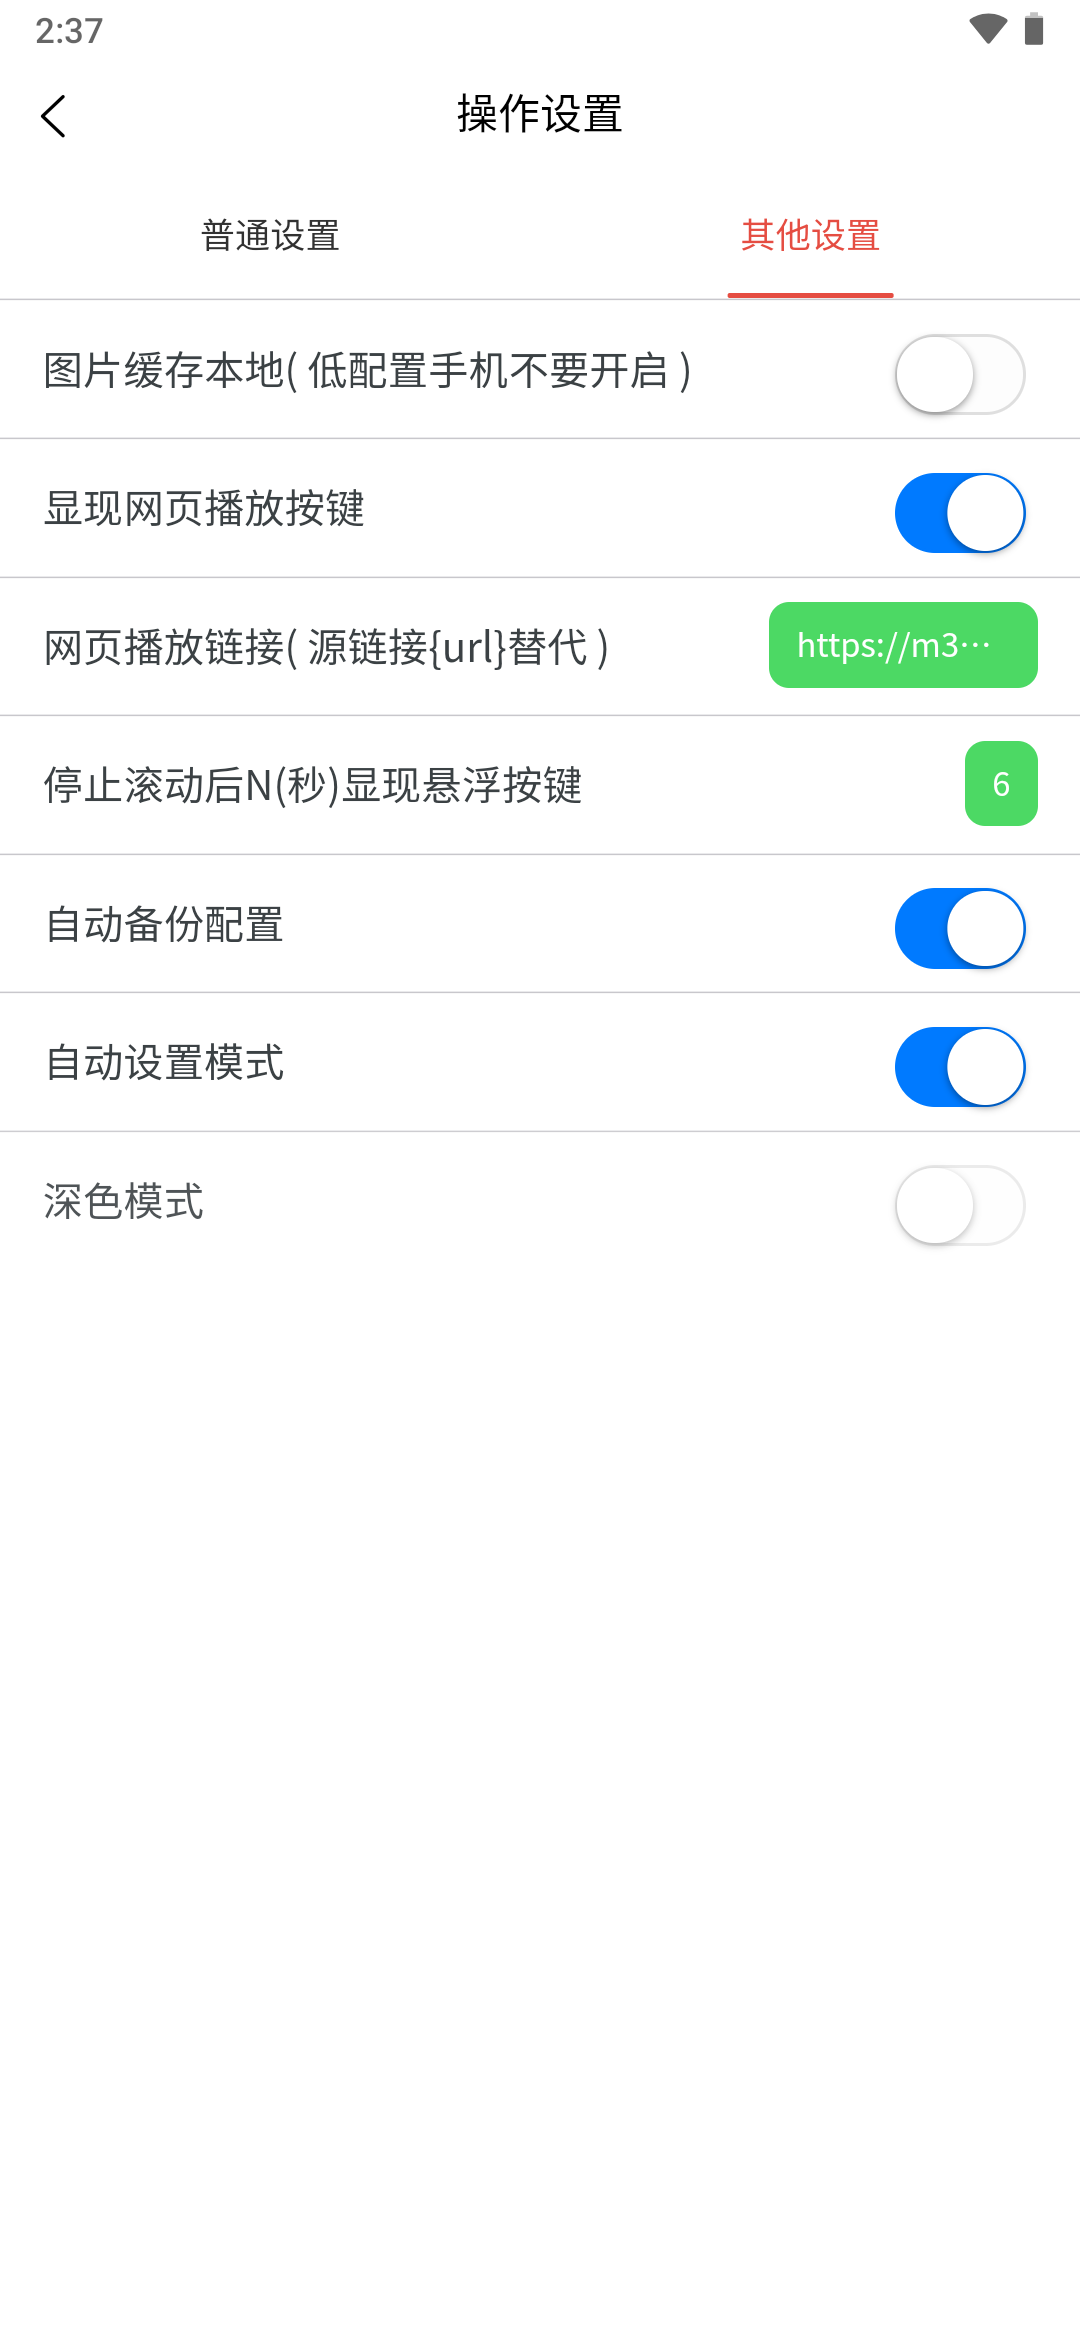 2:37
操作设置
普通设置
其他设置
图片缓存本地( 低配置手机不要开启 )
显现网页播放按键
网页播放链接( 源链接{url}替代 )
https://m3…
停止滚动后N(秒)显现悬浮按键
6
自动备份配置
自动设置模式
深色模式